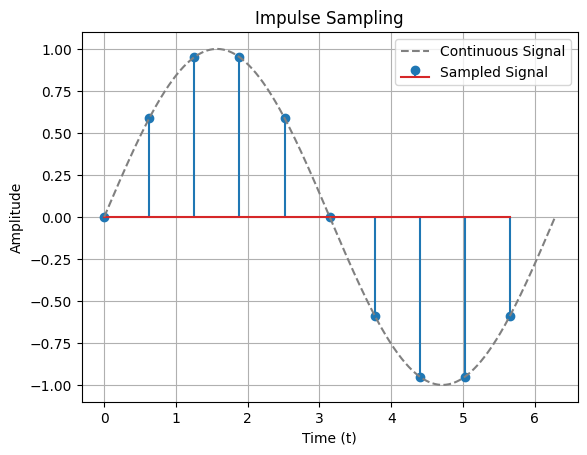 Impulse Sampling
Continuous Signal
Sampled Signal
Amplitude
1.00
0.75
0.50
0.25
0.00
−0.25
−0.50
−0.75
−1.00
0 1 2 3 4 5 6
Time (t)